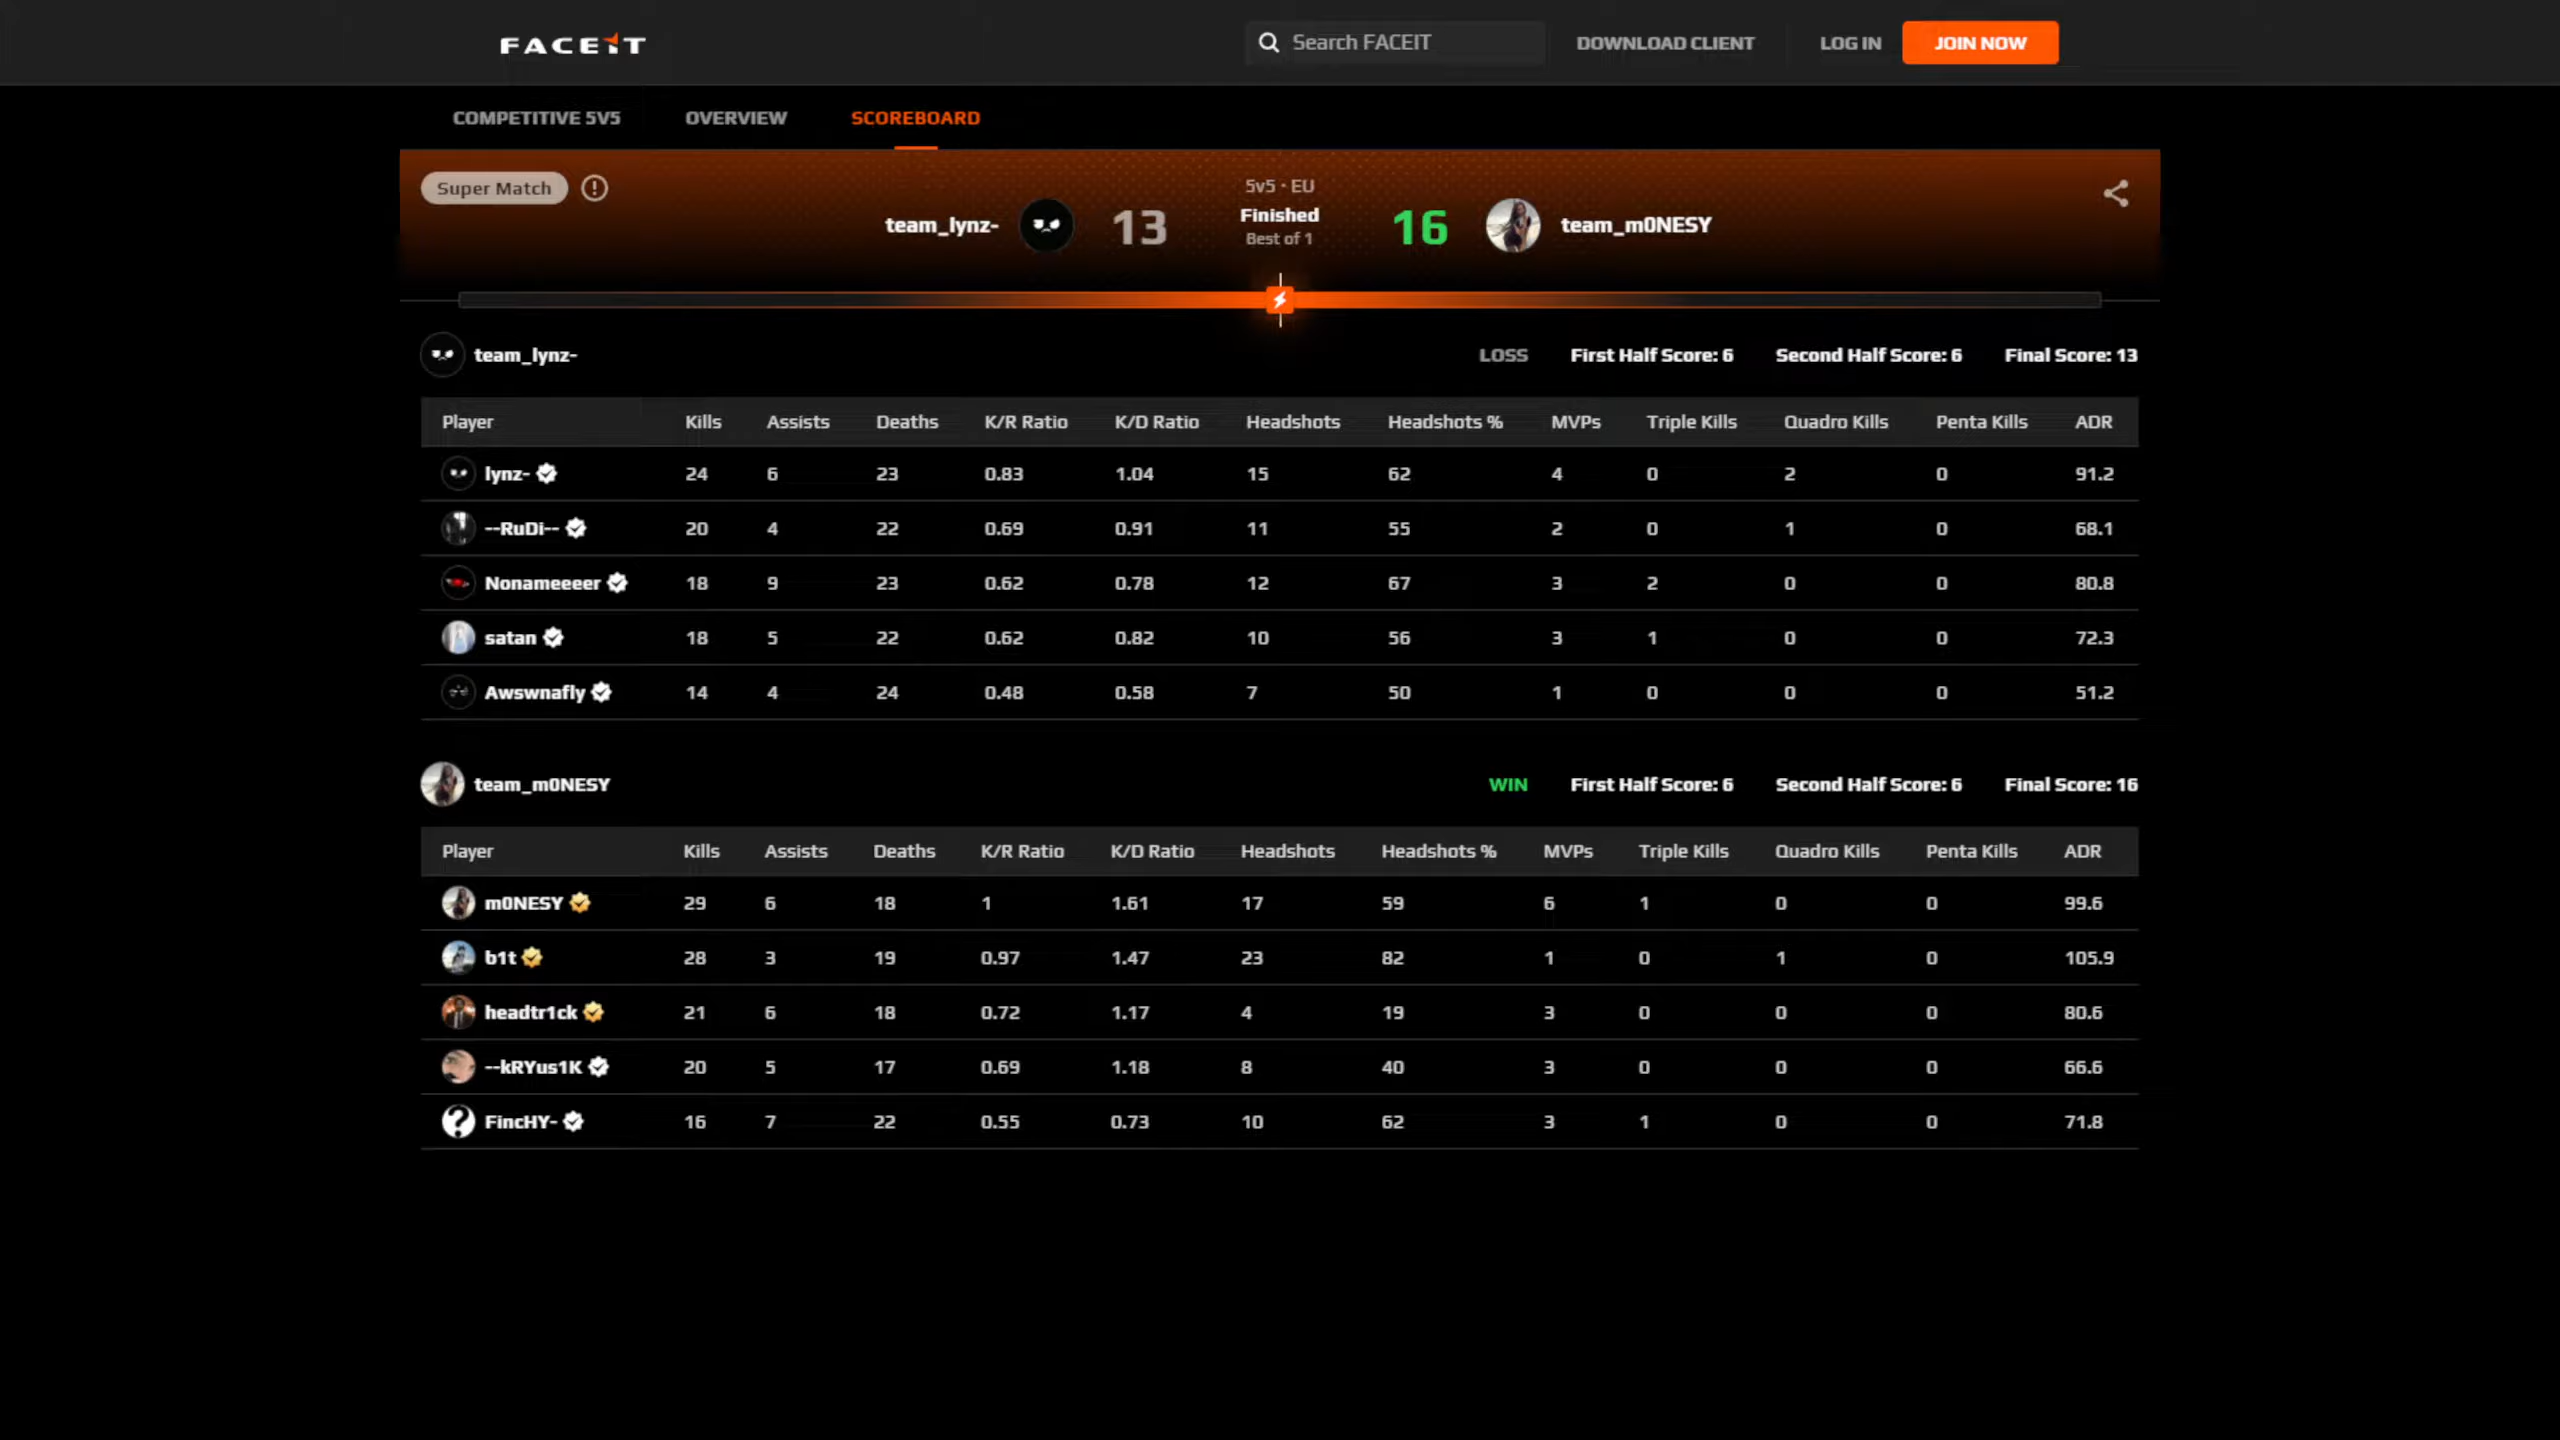 FACEIT Search FACEIT DOWNLOAD CLIENT LOG IN JOIN NOW
COMPETITIVE 5V5 OVERVIEW SCOREBOARD
Super Match
5v5 · EU
team_lynz- 13 Finished 16 team_m0NESY
Best of 1
team_lynz- LOSS First Half Score: 6 Second Half Score: 6 Final Score: 13
Player Kills Assists Deaths K/R Ratio K/D Ratio Headshots Headshots % MVPs Triple Kills Quadro Kills Penta Kills ADR
lynz- 24 6 23 0.83 1.04 15 62 4 0 2 0 91.2
--RuDi-- 20 4 22 0.69 0.91 11 55 2 0 1 0 68.1
Nonameeeer 18 9 23 0.62 0.78 12 67 3 2 0 0 80.8
satan 18 5 22 0.62 0.82 10 56 3 1 0 0 72.3
Awswnafly 14 4 24 0.48 0.58 7 50 1 0 0 0 51.2
team_m0NESY WIN First Half Score: 6 Second Half Score: 6 Final Score: 16
Player Kills Assists Deaths K/R Ratio K/D Ratio Headshots Headshots % MVPs Triple Kills Quadro Kills Penta Kills ADR
m0NESY 29 6 18 1 1.61 17 59 6 1 0 0 99.6
b1t 28 3 19 0.97 1.47 23 82 1 0 1 0 105.9
headtr1ck 21 6 18 0.72 1.17 4 19 3 0 0 0 80.6
--kRYus1K 20 5 17 0.69 1.18 8 40 3 0 0 0 66.6
FincHY- 16 7 22 0.55 0.73 10 62 3 1 0 0 71.8